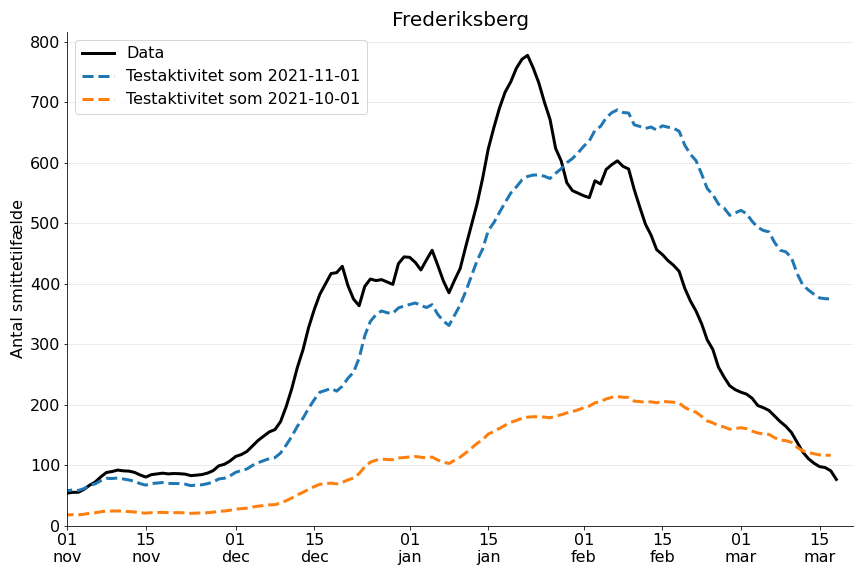 Frederiksberg
Data
Testaktivitet som 2021-11-01
Testaktivitet som 2021-10-01
Antal smittetilfælde
800
700
600
500
400
300
200
100
0
01 15 01 15 01 15 01 15 01 15
nov nov dec dec jan jan feb feb mar mar